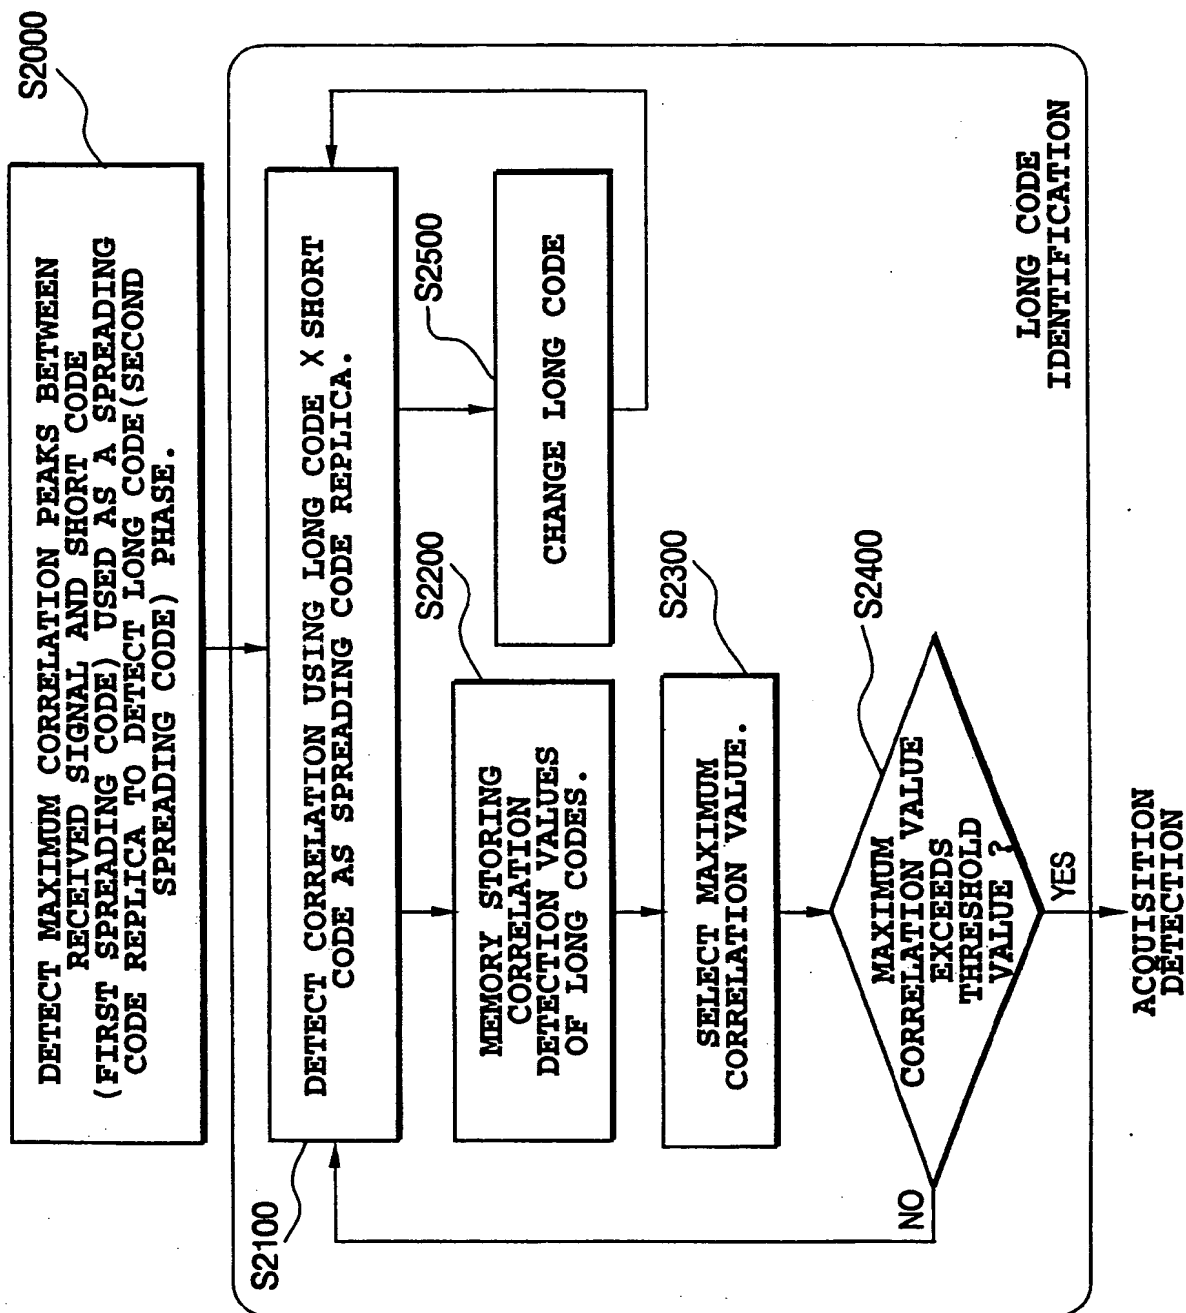 S2000
DETECT MAXIMUM CORRELATION PEAKS BETWEEN
RECEIVED SIGNAL AND SHORT CODE
(FIRST SPREADING CODE) USED AS A SPREADING
CODE REPLICA TO DETECT LONG CODE(SECOND
SPREADING CODE) PHASE.
S2100
DETECT CORRELATION USING LONG CODE X SHORT
CODE AS SPREADING CODE REPLICA.
S2200
MEMORY STORING
CORRELATION
DETECTION VALUES
OF LONG CODES.
S2500
CHANGE LONG CODE
S2300
SELECT MAXIMUM
CORRELATION VALUE.
S2400
MAXIMUM
CORRELATION VALUE
EXCEEDS
THRESHOLD
VALUE ?
NO
YES
LONG CODE
IDENTIFICATION
ACQUISITION
DETECTION